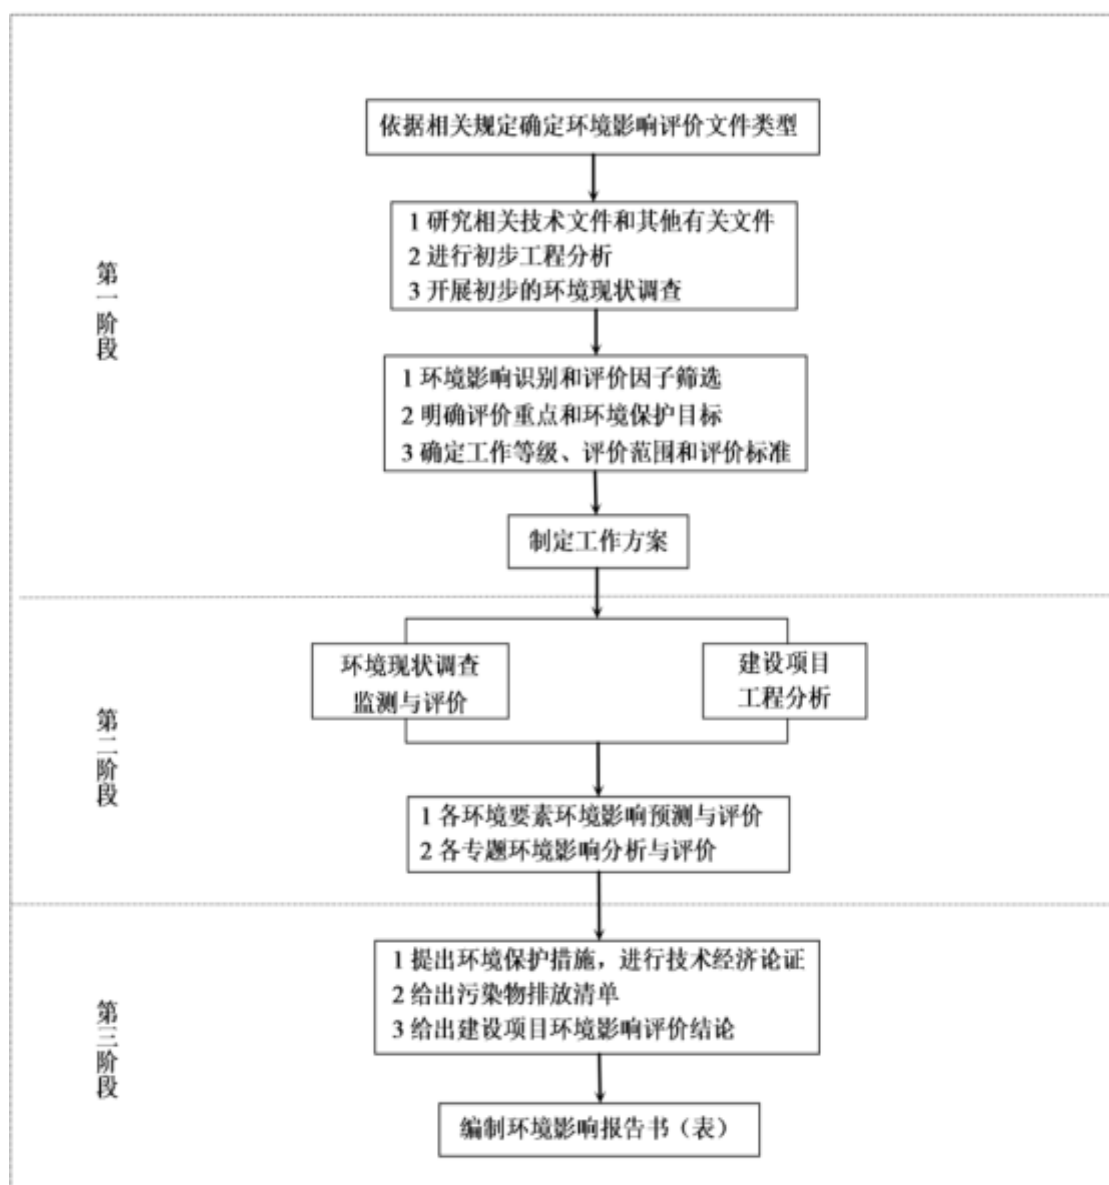 依据相关规定确定环境影响评价文件类型
1 研究相关技术文件和其他有关文件
2 进行初步工程分析
3 开展初步的环境现状调查
第一阶段
1 环境影响识别和评价因子筛选
2 明确评价重点和环境保护目标
3 确定工作等级、评价范围和评价标准
制定工作方案
环境现状调查
监测与评价
建设项目
工程分析
第二阶段
1 各环境要素环境影响预测与评价
2 各专题环境影响分析与评价
1 提出环境保护措施，进行技术经济论证
2 给出污染物排放清单
3 给出建设项目环境影响评价结论
第三阶段
编制环境影响报告书（表）